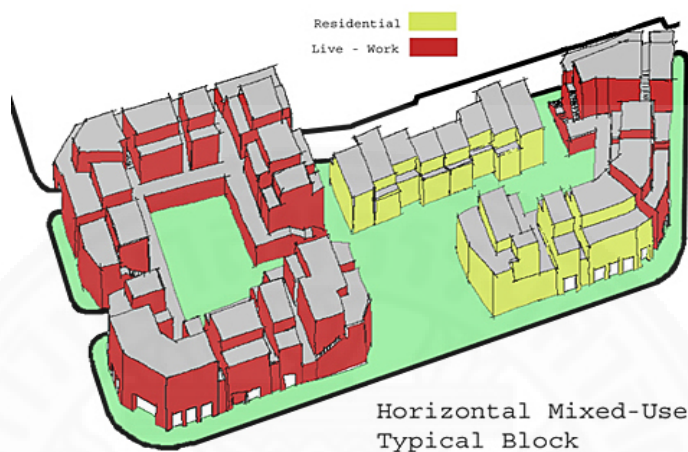 Residential
Live - Work
Horizontal Mixed-Use
Typical Block